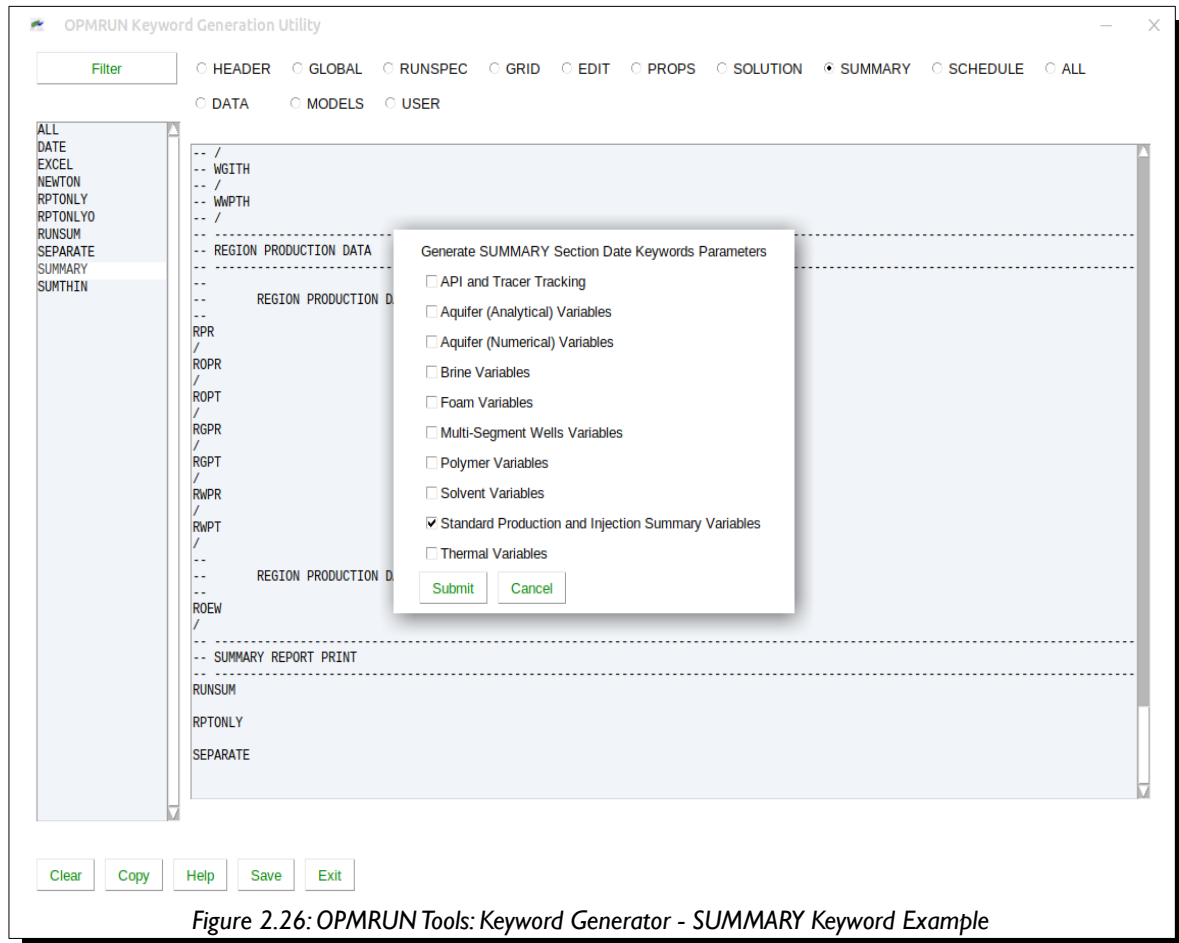 OPMRUN Keyword Generation Utility
Filter
HEADER GLOBAL RUNSPEC GRID EDIT PROPS SOLUTION SUMMARY SCHEDULE ALL
DATA MODELS USER
ALL
DATE
EXCEL
NEWTON
RPTONLY
RPTONLYO
RUNSUM
SEPARATE
SUMMARY
SUMTHIN
-- /
-- WGITH
-- /
-- WWPTH
-- /
-- --------------------------------------------------------------------------
-- REGION PRODUCTION DATA
-- --------------------------------------------------------------------------
--
-- REGION PRODUCTION D
--
RPR
/
ROPR
/
ROPT
/
RGPR
/
RGPT
/
RWPR
/
RWPT
/
--
-- REGION PRODUCTION D
--
ROEW
/
-- --------------------------------------------------------------------------
-- SUMMARY REPORT PRINT
-- --------------------------------------------------------------------------
RUNSUM
RPTONLY
SEPARATE
Generate SUMMARY Section Date Keywords Parameters
API and Tracer Tracking
Aquifer (Analytical) Variables
Aquifer (Numerical) Variables
Brine Variables
Foam Variables
Multi-Segment Wells Variables
Polymer Variables
Solvent Variables
Standard Production and Injection Summary Variables
Thermal Variables
Submit Cancel
Clear Copy Help Save Exit
Figure 2.26: OPMRUN Tools: Keyword Generator - SUMMARY Keyword Example